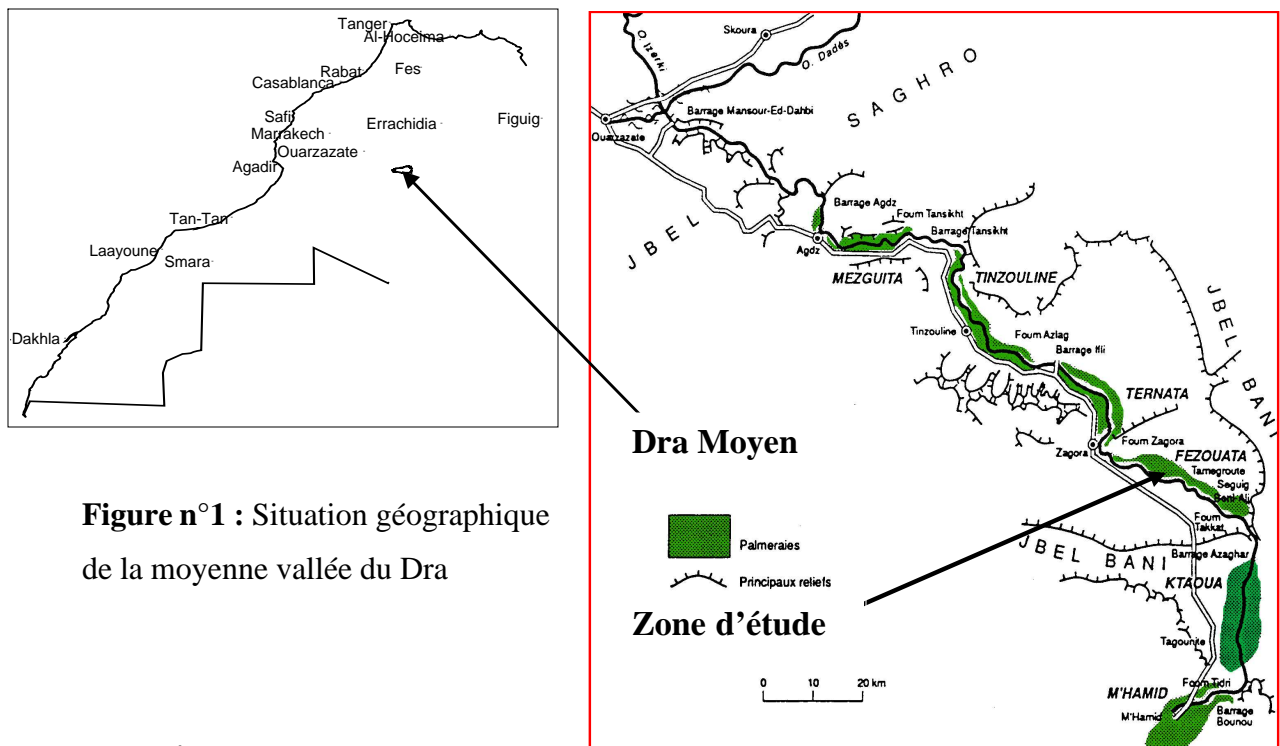 Tanger
Al-Hoceima
Rabat
Fes
Casablanca
Safi
Errachidia
Figuig
Marrakech
Ouarzazate
Agadir
Tan-Tan
Laayoune
Smara
Dakhla
Figure n°1 : Situation géographique
de la moyenne vallée du Dra
Skoura
O. Izerki
O. Dadès
JBEL SAGHRO
Barrage Mansour-Ed-Dahbi
Ouarzazate
Barrage Agdz
Foum Tansikht
Barrage Tansikht
Agdz
MEZGUITA
TINZOULINE
Tinzouline
Foum Azlag
Barrage Ifli
JBEL BANI
TERNATA
Foum Zagora
Zagora
FEZOUATA
Tamegroute
Seguig
Beni-Ali
Foum
Takkat
JBEL BANI
Barrage Azaghar
KTAOUA
Tagounite
Foum Tidri
M'HAMID
M'Hamid
Barrage
Bounou
Dra Moyen
Palmeraies
Principaux reliefs
Zone d'étude
0 10 20 km